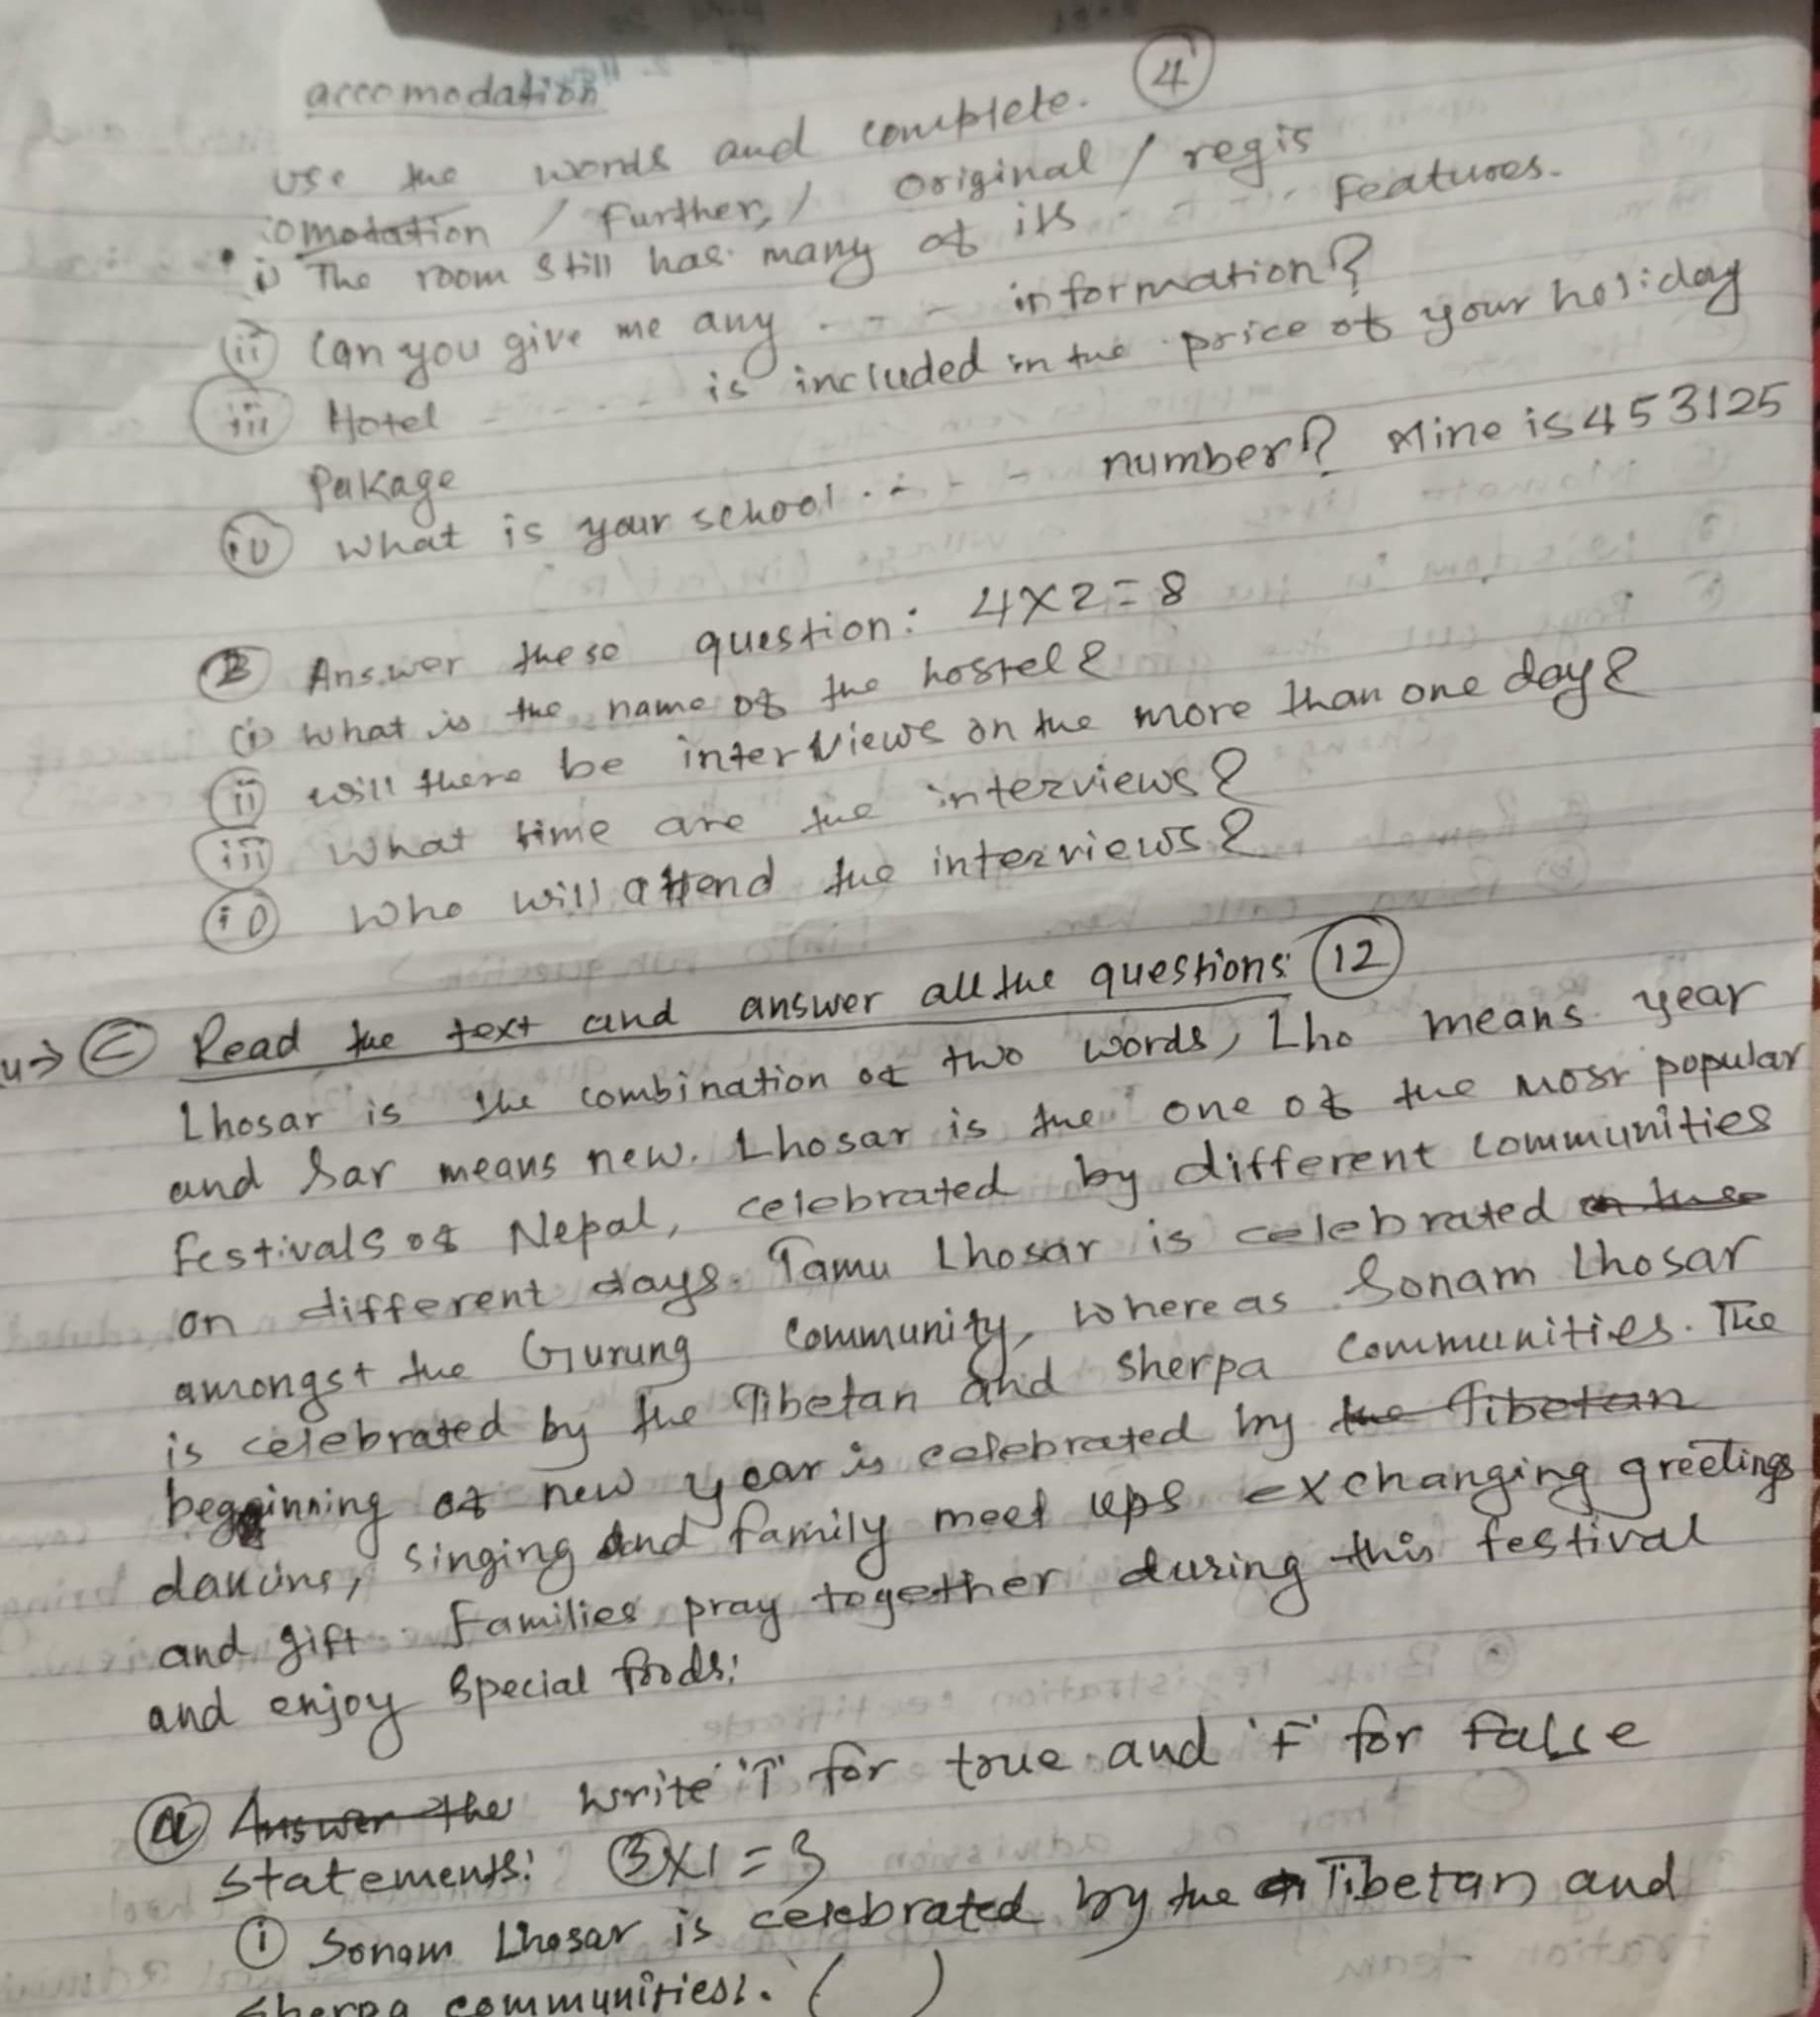 accomodation
use the words and complete. 4
comodation / Further, / Original / regis
i) The room still has many of its ... Features.
ii Can you give me any - - - information?
iii Hotel - - - - - is included in the price of your holiday
Pakage
iv What is your school . - - - number? Mine is 453125
B Answer these question: 4X2=8
(i) What is the name of the hostel?
ii will there be interviews on the more than one day?
iii What time are the interviews?
iv Who will attend the interviews?
C Read the text and answer all the questions: 12
Lhosar is the combination of two words, Lho means year
and Sar means new. Lhosar is the one of the most popular
festivals of Nepal, celebrated by different communities
on different days. Tamu Lhosar is celebrated on the
amongst the Gurung Community, whereas Sonam Lhosar
is celebrated by the Tibetan and Sherpa Communities. The
beginning of new year is celebrated by the Tibetan
dancing, singing and family meet ups exchanging greetings
and gift. Families pray together during this festival
and enjoy special foods:
a Answer the Write 'T' for true and 'F' for false
statements: 3X1=3
i Sonam Lhosar is celebrated by the Tibetan and
Sherpa communities. ( )